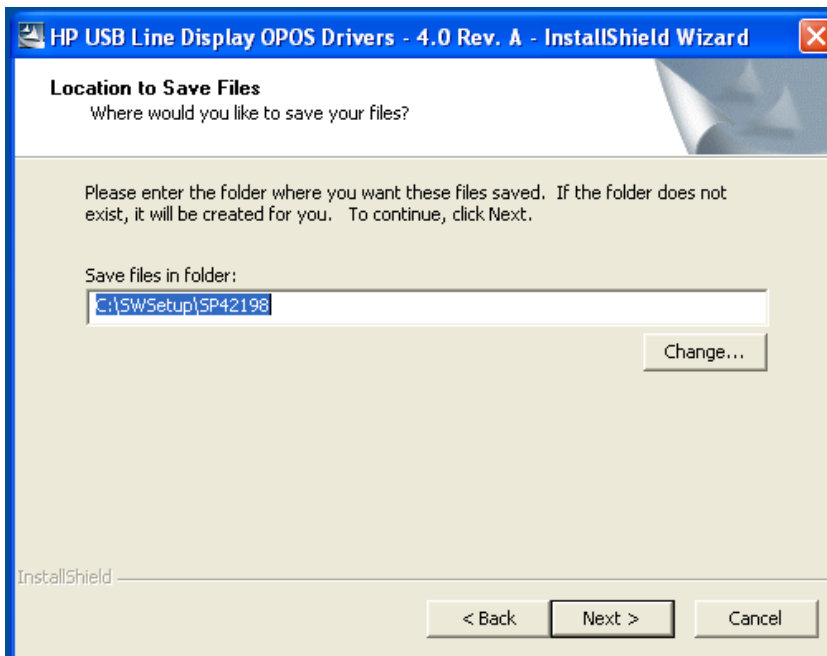 HP USB Line Display OPOS Drivers - 4.0 Rev. A - InstallShield Wizard
Location to Save Files
Where would you like to save your files?
Please enter the folder where you want these files saved. If the folder does not
exist, it will be created for you. To continue, click Next.
Save files in folder:
C:\SWSetup\SP42198
Change...
InstallShield
< Back Next > Cancel